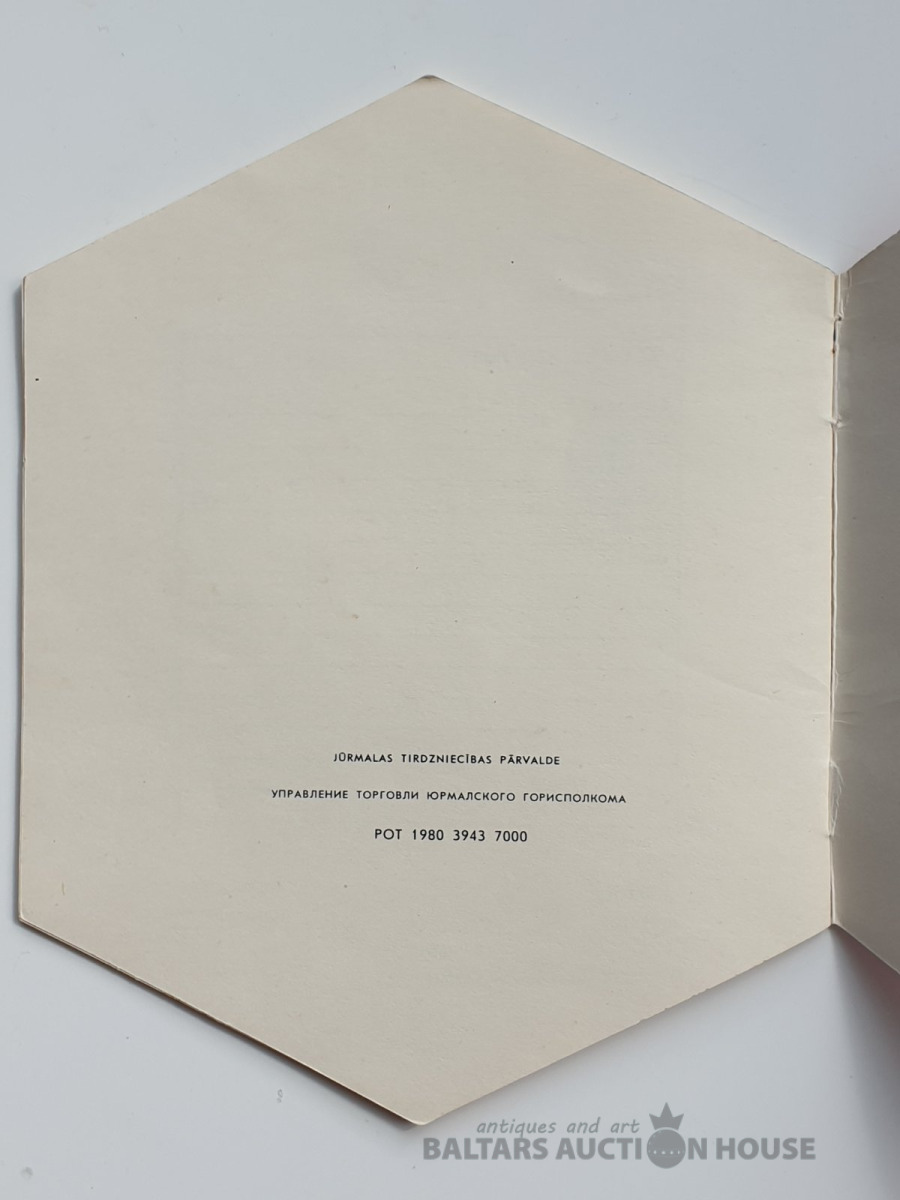 JŪRMALAS TIRDZNIECĪBAS PĀRVALDE
УПРАВЛЕНИЕ ТОРГОВЛИ ЮРМАЛСКОГО ГОРИСПОЛКОМА
РОТ 1980 3943 7000
antiques and art
BALTARS AUCTION HOUSE